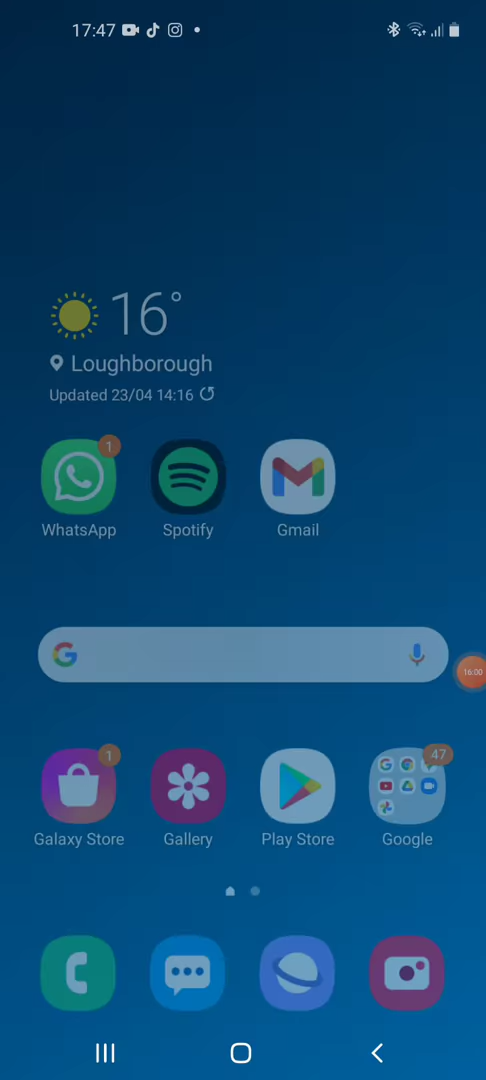 17:47
16°
Loughborough
Updated 23/04 14:16
1
WhatsApp Spotify Gmail
16:00
1 47
Galaxy Store Gallery Play Store Google